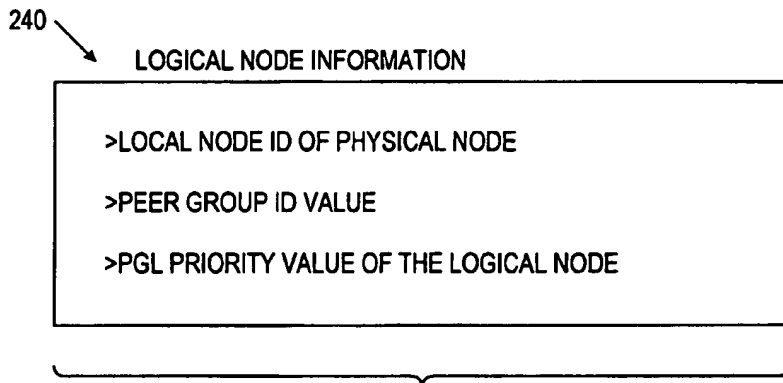 240
LOGICAL NODE INFORMATION
>LOCAL NODE ID OF PHYSICAL NODE
>PEER GROUP ID VALUE
>PGL PRIORITY VALUE OF THE LOGICAL NODE